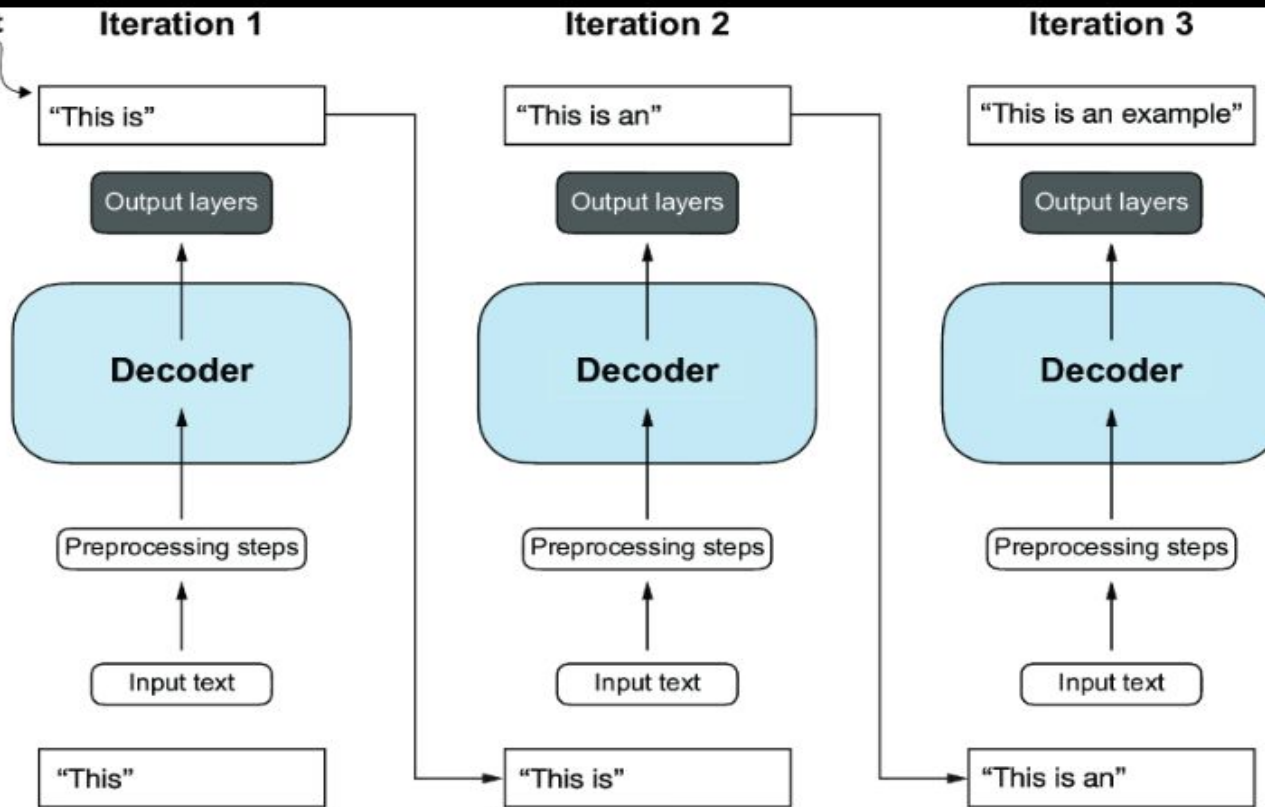 Iteration 1
“This is”
Output layers
Decoder
Preprocessing steps
Input text
“This”
Iteration 2
“This is an”
Output layers
Decoder
Preprocessing steps
Input text
“This is”
Iteration 3
“This is an example”
Output layers
Decoder
Preprocessing steps
Input text
“This is an”